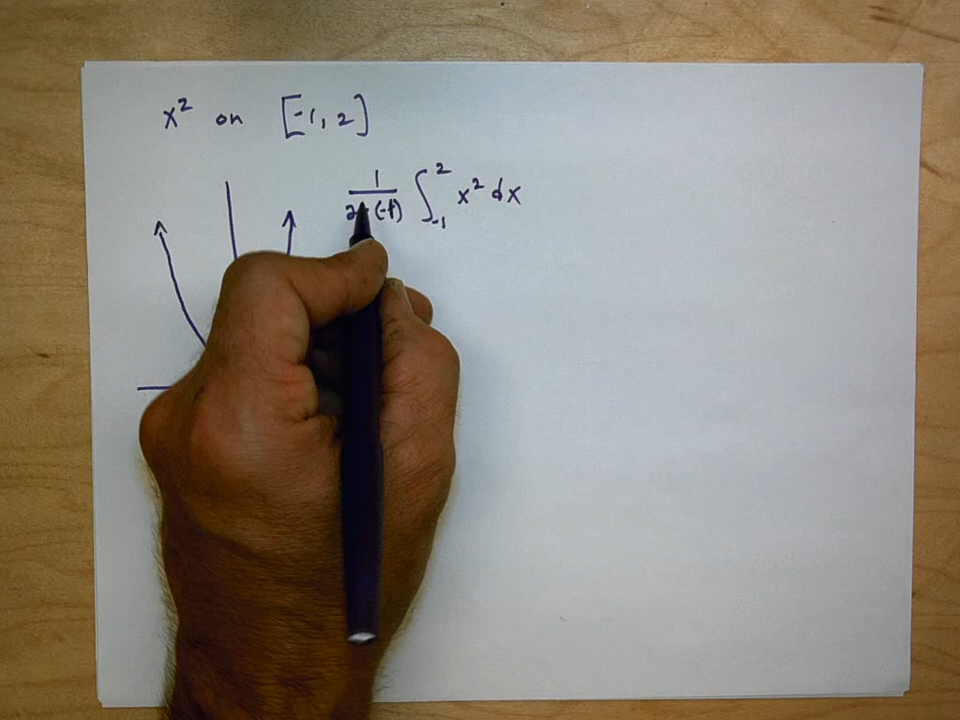 x² on [-1, 2]
1/(2-(-1)) ∫₋₁² x² dx